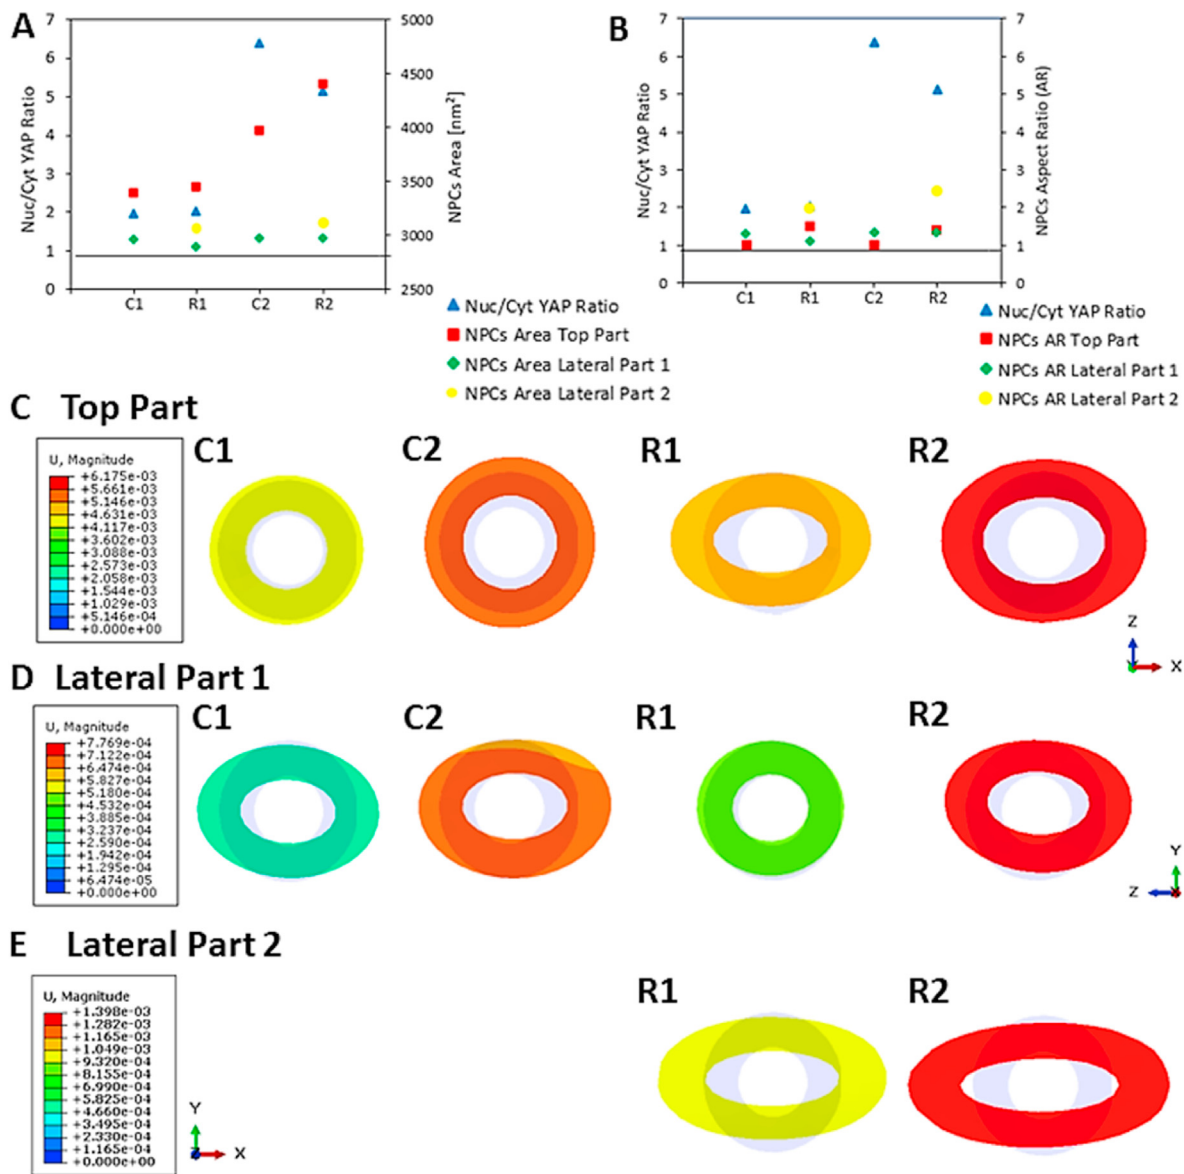 A
7
6
5
4
3
2
1
0
Nuc/Cyt YAP Ratio
5000
4500
4000
3500
3000
2500
NPCs Area [nm²]
C1 R1 C2 R2
Nuc/Cyt YAP Ratio
NPCs Area Top Part
NPCs Area Lateral Part 1
NPCs Area Lateral Part 2
B
7
6
5
4
3
2
1
0
Nuc/Cyt YAP Ratio
7
6
5
4
3
2
1
0
NPCs Aspect Ratio (AR)
C1 R1 C2 R2
Nuc/Cyt YAP Ratio
NPCs AR Top Part
NPCs AR Lateral Part 1
NPCs AR Lateral Part 2
C Top Part
U, Magnitude
+6.175e-03
+5.661e-03
+5.146e-03
+4.631e-03
+4.117e-03
+3.602e-03
+3.088e-03
+2.573e-03
+2.058e-03
+1.544e-03
+1.029e-03
+5.146e-04
+0.000e+00
C1 C2 R1 R2
Z
Y X
D Lateral Part 1
U, Magnitude
+7.769e-04
+7.122e-04
+6.474e-04
+5.827e-04
+5.180e-04
+4.532e-04
+3.885e-04
+3.237e-04
+2.590e-04
+1.942e-04
+1.295e-04
+6.474e-05
+0.000e+00
C1 C2 R1 R2
Y
Z X
E Lateral Part 2
U, Magnitude
+1.398e-03
+1.282e-03
+1.165e-03
+1.049e-03
+9.320e-04
+8.155e-04
+6.990e-04
+5.825e-04
+4.660e-04
+3.495e-04
+2.330e-04
+1.165e-04
+0.000e+00
Y
Z X
R1 R2